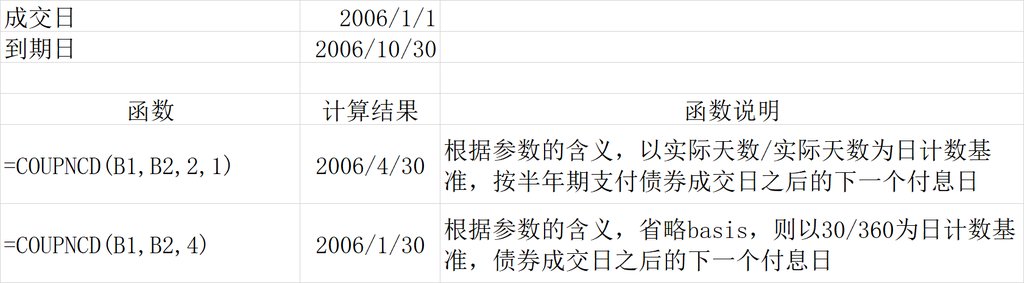 成交日 2006/1/1
到期日 2006/10/30
函数 计算结果 函数说明
=COUPNCD(B1,B2,2,1) 2006/4/30 根据参数的含义，以实际天数/实际天数为日计数基
准，按半年期支付债券成交日之后的下一个付息日
=COUPNCD(B1,B2,4) 2006/1/30 根据参数的含义，省略basis，则以30/360为日计数基
准，债券成交日之后的下一个付息日